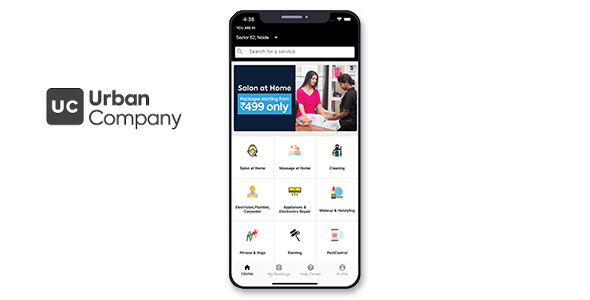 UC Urban
Company
4:38
YOU ARE IN
Sector 62, Noida
Search for a service
Salon at Home
Packages starting from
₹499 only
Salon at Home
Massage at Home
Cleaning
Electrician,Plumber,
Carpenter
Appliances &
Electronics Repair
Makeup & Hairstyling
Fitness & Yoga
Painting
PestControl
Home
My Bookings
Help Center
Profile